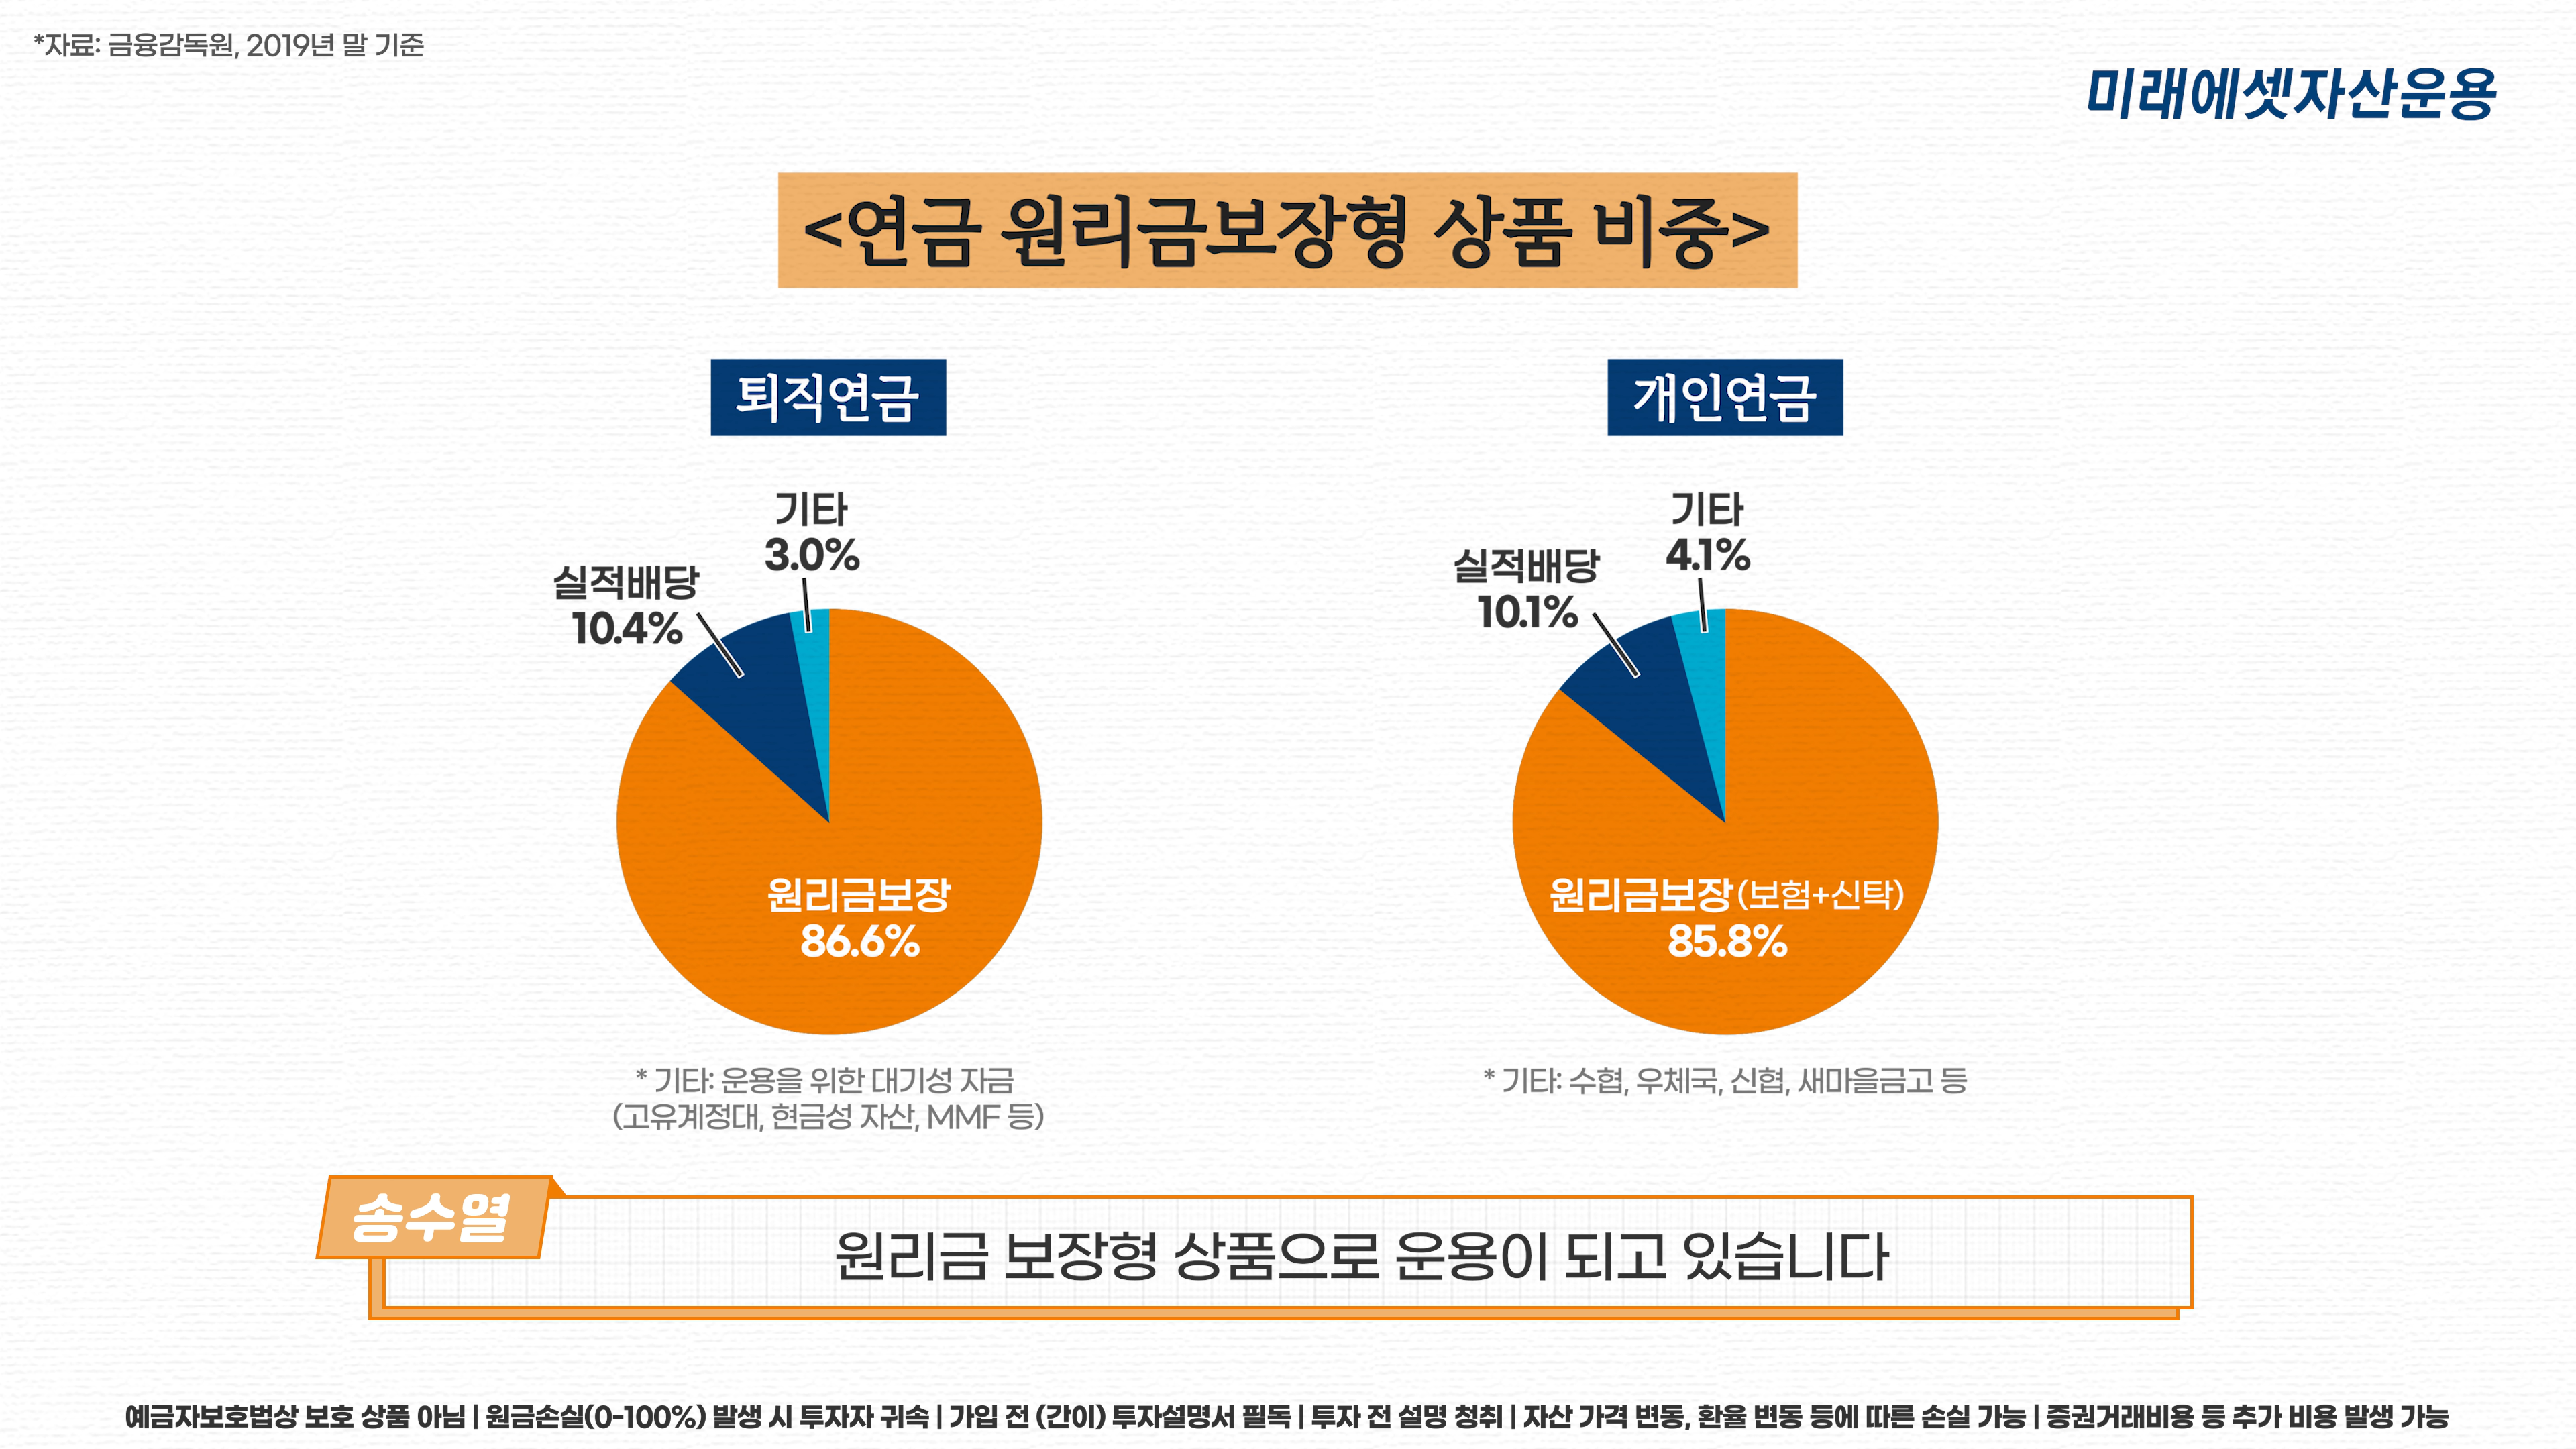 *자료: 금융감독원, 2019년 말 기준
미래에셋자산운용
<연금 원리금보장형 상품 비중>
퇴직연금
기타
3.0%
실적배당
10.4%
원리금보장
86.6%
* 기타: 운용을 위한 대기성 자금
(고유계정대, 현금성 자산, MMF 등)
개인연금
기타
4.1%
실적배당
10.1%
원리금보장(보험+신탁)
85.8%
* 기타: 수협, 우체국, 신협, 새마을금고 등
송수열
원리금 보장형 상품으로 운용이 되고 있습니다
예금자보호법상 보호 상품 아님 | 원금손실(0-100%) 발생 시 투자자 귀속 | 가입 전 (간이) 투자설명서 필독 | 투자 전 설명 청취 | 자산 가격 변동, 환율 변동 등에 따른 손실 가능 | 증권거래비용 등 추가 비용 발생 가능